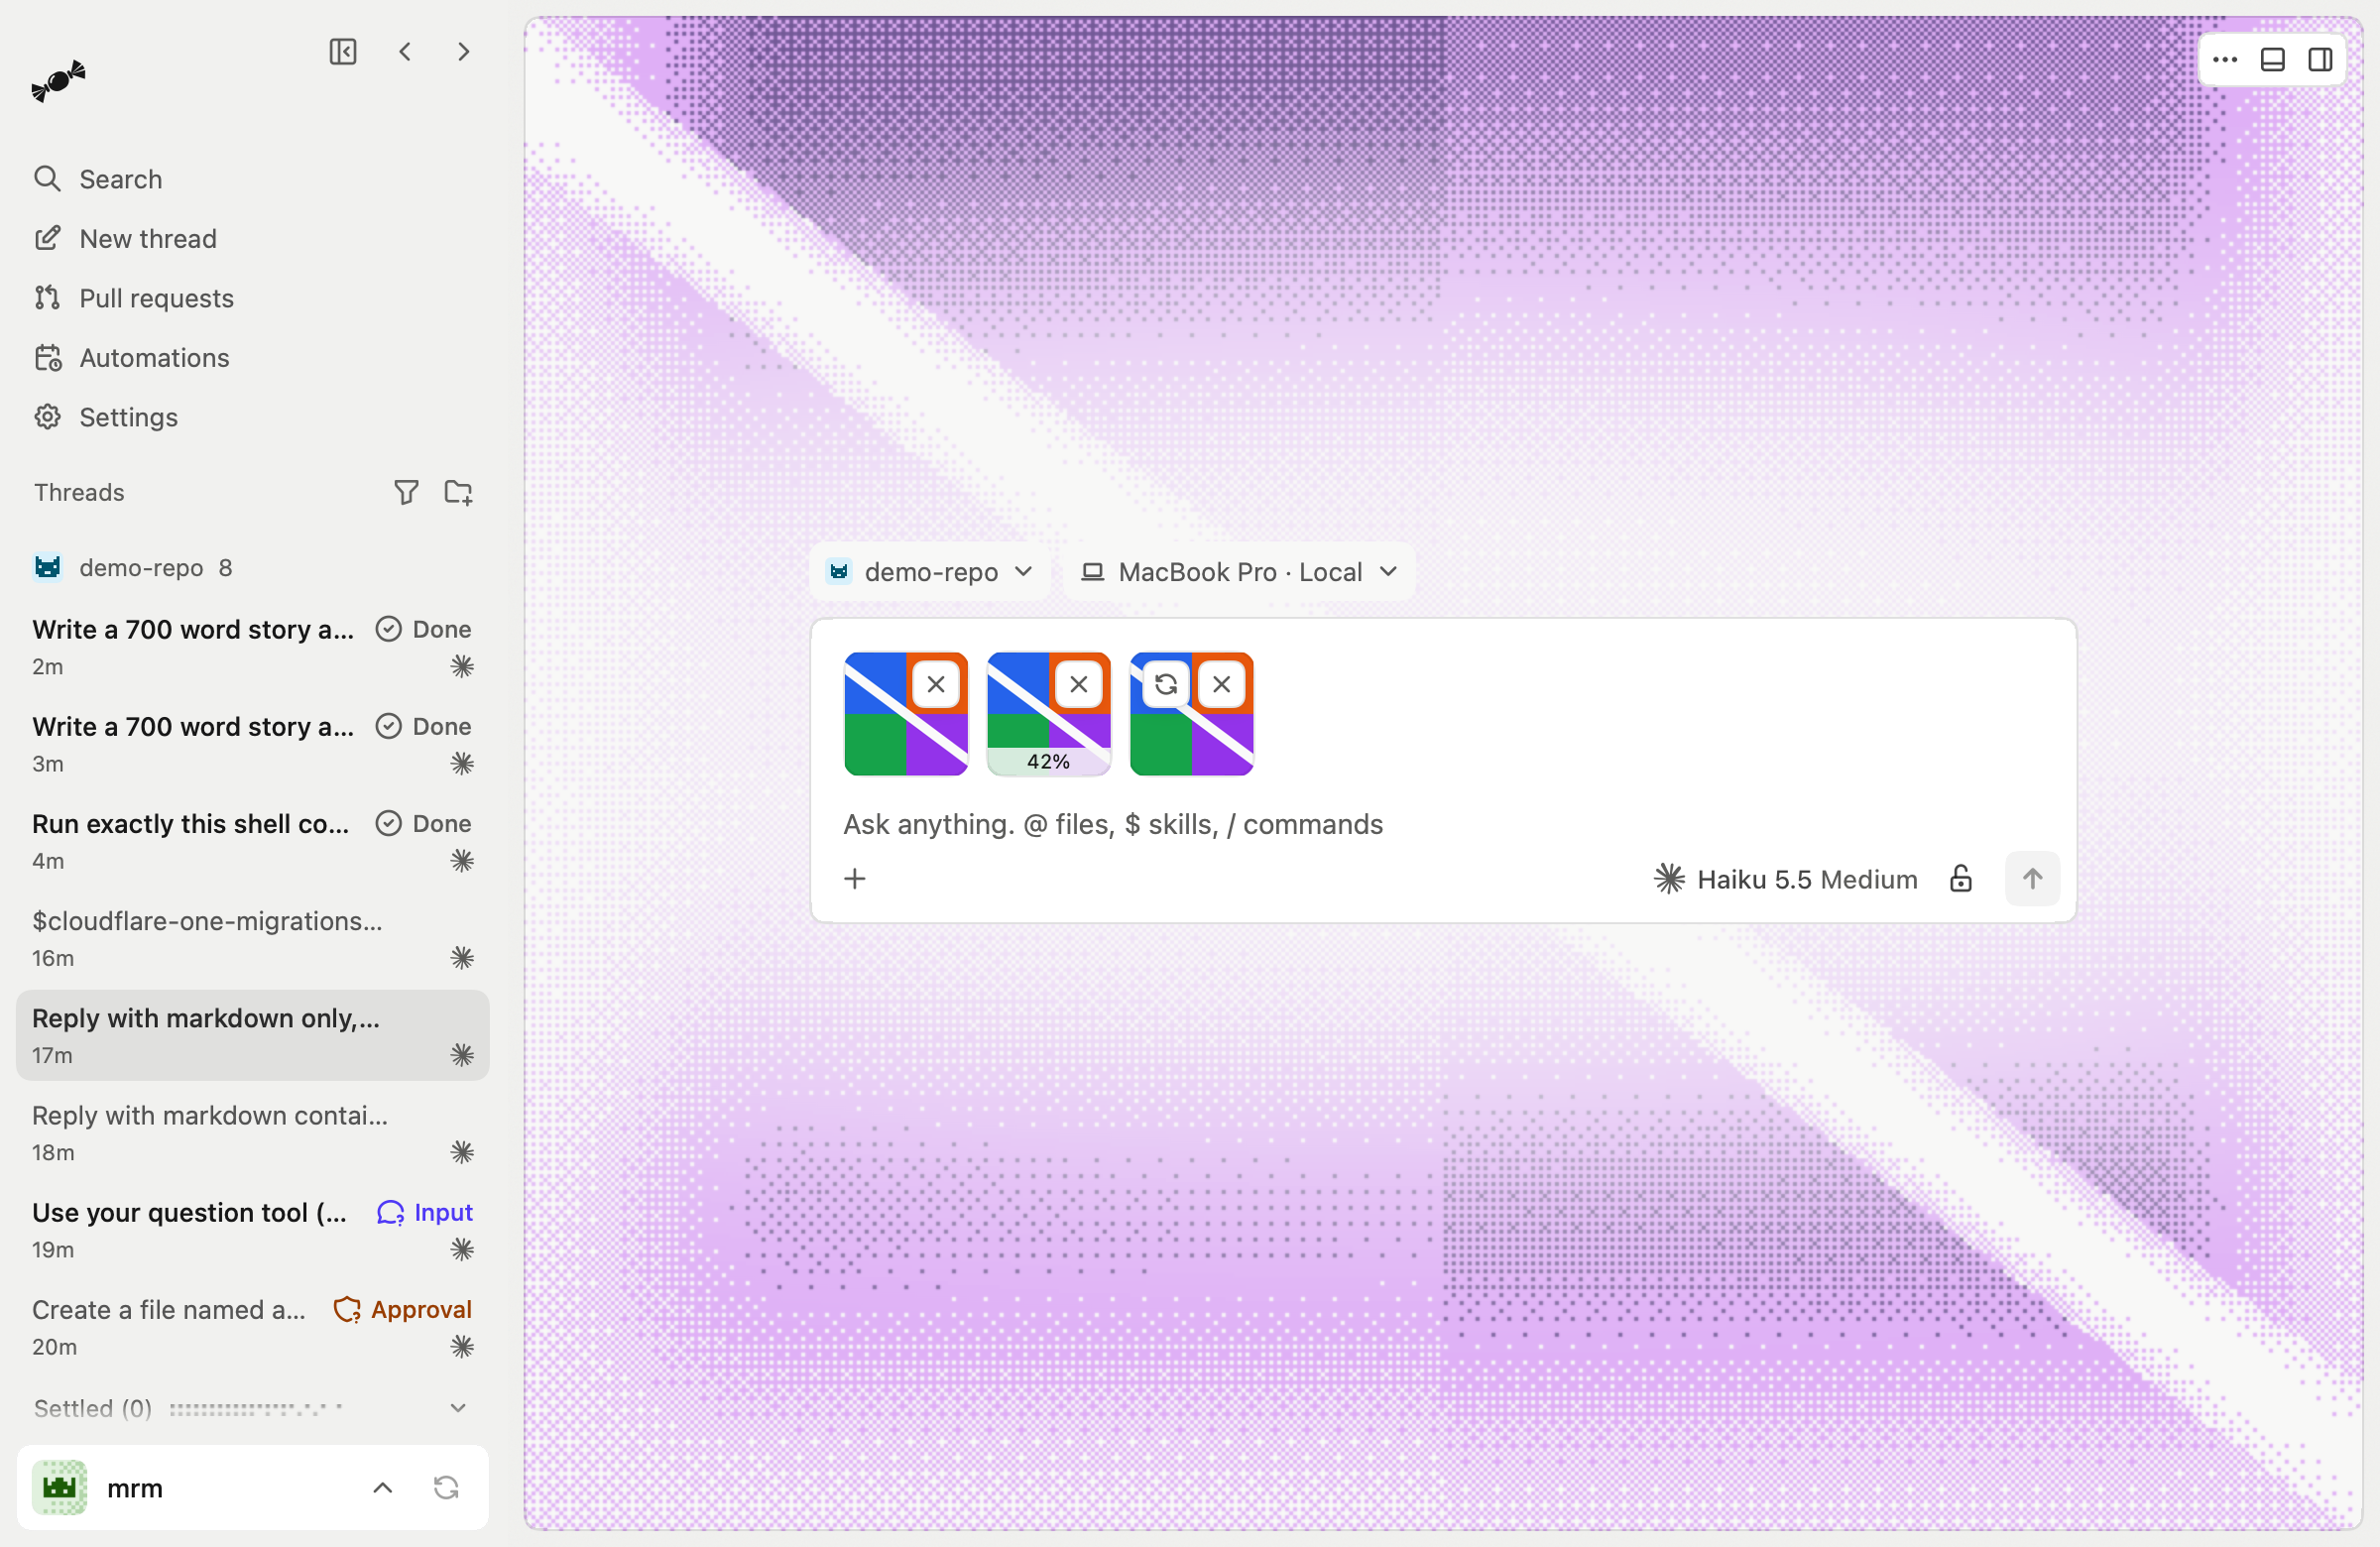 Search
New thread
Pull requests
Automations
Settings
Threads
demo-repo 8
Write a 700 word story a... Done
2m
Write a 700 word story a... Done
3m
Run exactly this shell co... Done
4m
$cloudflare-one-migrations...
16m
Reply with markdown only,...
17m
Reply with markdown contai...
18m
Use your question tool (... Input
19m
Create a file named a... Approval
20m
Settled (0)
mrm
demo-repo
MacBook Pro · Local
42%
Ask anything. @ files, $ skills, / commands
Haiku 5.5 Medium